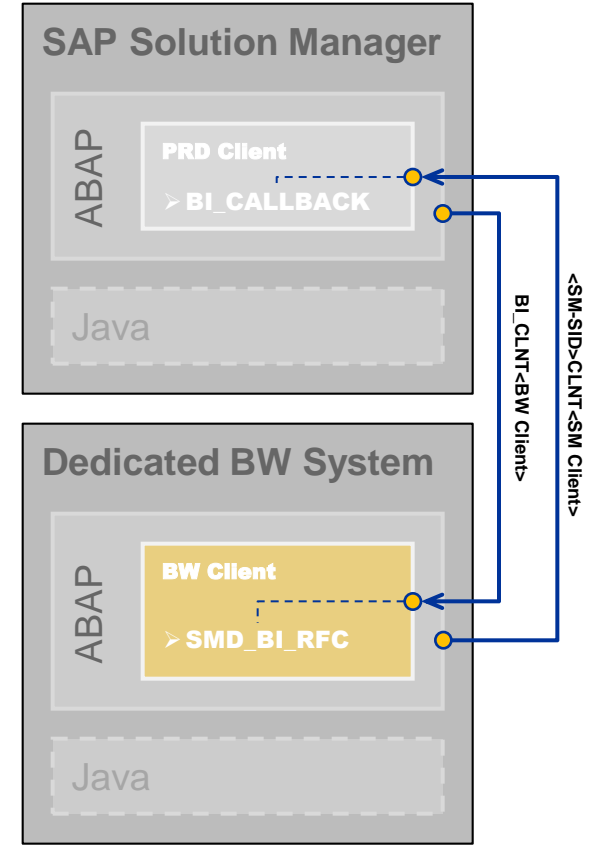 SAP Solution Manager
ABAP
PRD Client
➢ BI_CALLBACK
Java
BI_CLNT<BW Client>
<SM-SID>CLNT<SM Client>
Dedicated BW System
ABAP
BW Client
➢ SMD_BI_RFC
Java